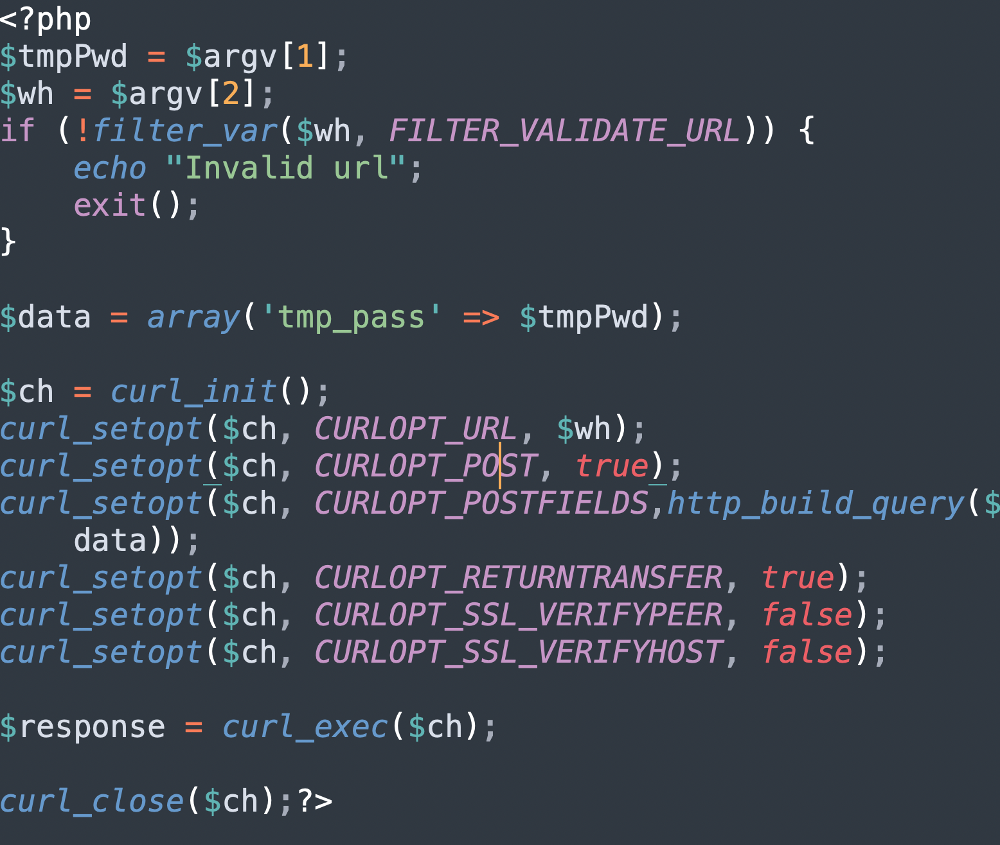 <?php
$tmpPwd = $argv[1];
$wh = $argv[2];
if (!filter_var($wh, FILTER_VALIDATE_URL)) {
    echo "Invalid url";
    exit();
}

$data = array('tmp_pass' => $tmpPwd);

$ch = curl_init();
curl_setopt($ch, CURLOPT_URL, $wh);
curl_setopt($ch, CURLOPT_POST, true);
curl_setopt($ch, CURLOPT_POSTFIELDS,http_build_query($
    data));
curl_setopt($ch, CURLOPT_RETURNTRANSFER, true);
curl_setopt($ch, CURLOPT_SSL_VERIFYPEER, false);
curl_setopt($ch, CURLOPT_SSL_VERIFYHOST, false);

$response = curl_exec($ch);

curl_close($ch);?>